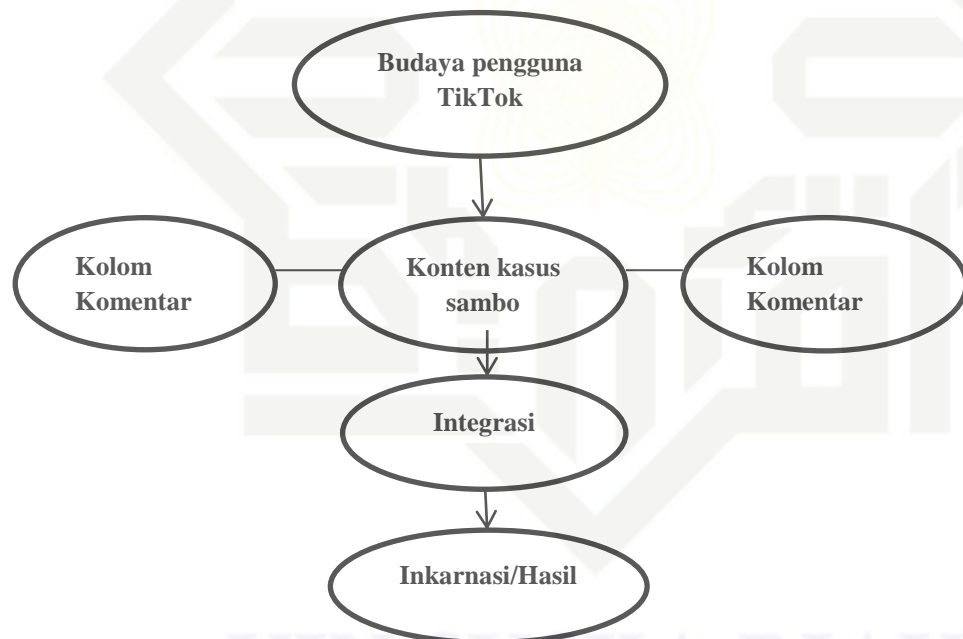 Budaya pengguna
TikTok
Kolom
Komentar
Konten kasus
sambo
Kolom
Komentar
Integrasi
Inkarnasi/Hasil